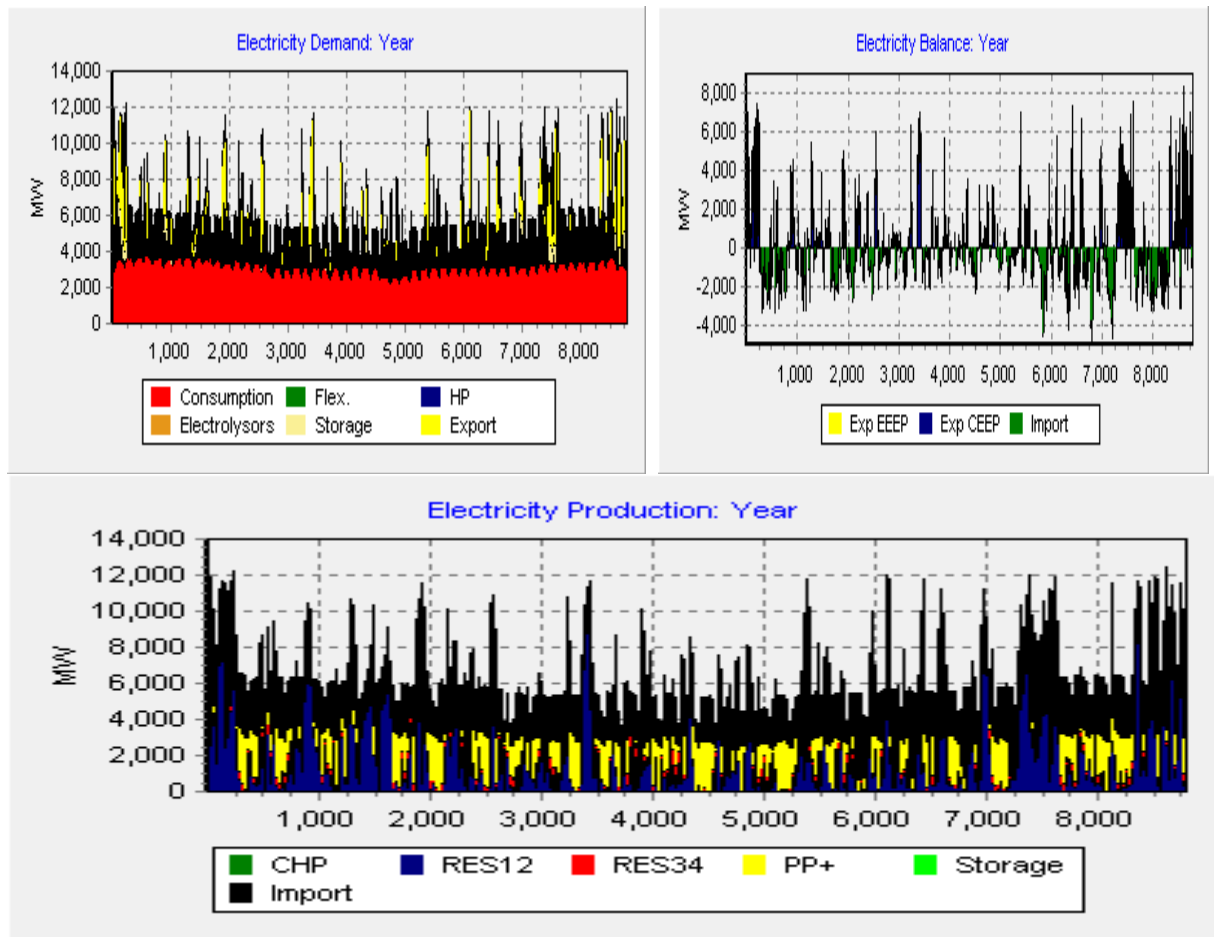 Electricity Demand: Year
14,000
12,000
10,000
8,000
6,000
4,000
2,000
0
MW
1,000 2,000 3,000 4,000 5,000 6,000 7,000 8,000
Consumption Flex. HP
Electrolysors Storage Export
Electricity Balance: Year
8,000
6,000
4,000
2,000
0
-2,000
-4,000
MW
1,000 2,000 3,000 4,000 5,000 6,000 7,000 8,000
Exp EEEP Exp CEEP Import
Electricity Production: Year
14,000
12,000
10,000
8,000
6,000
4,000
2,000
0
MW
1,000 2,000 3,000 4,000 5,000 6,000 7,000 8,000
CHP RES12 RES34 PP+ Storage
Import